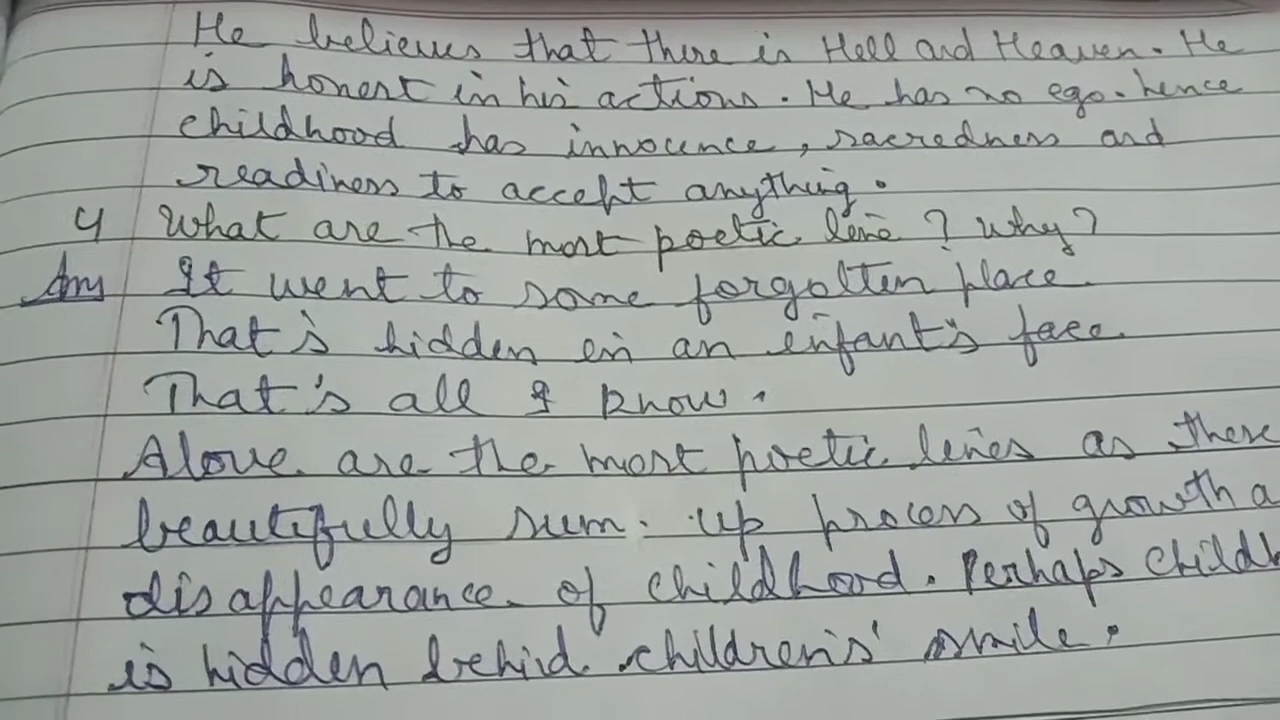 He believes that there is Hell and Heaven. He
is honest in his actions. He has no ego. hence
childhood has innocence, sacredness and
readiness to accept anything.
4 What are the most poetic line ? Why?
Ans It went to some forgotten place
That's hidden in an infant's face.
That's all I know.
Above are the most poetic lines as these
beautifully sum up process of growth a
disappearance of childhood. Perhaps childh
is hidden behind children's' smile.